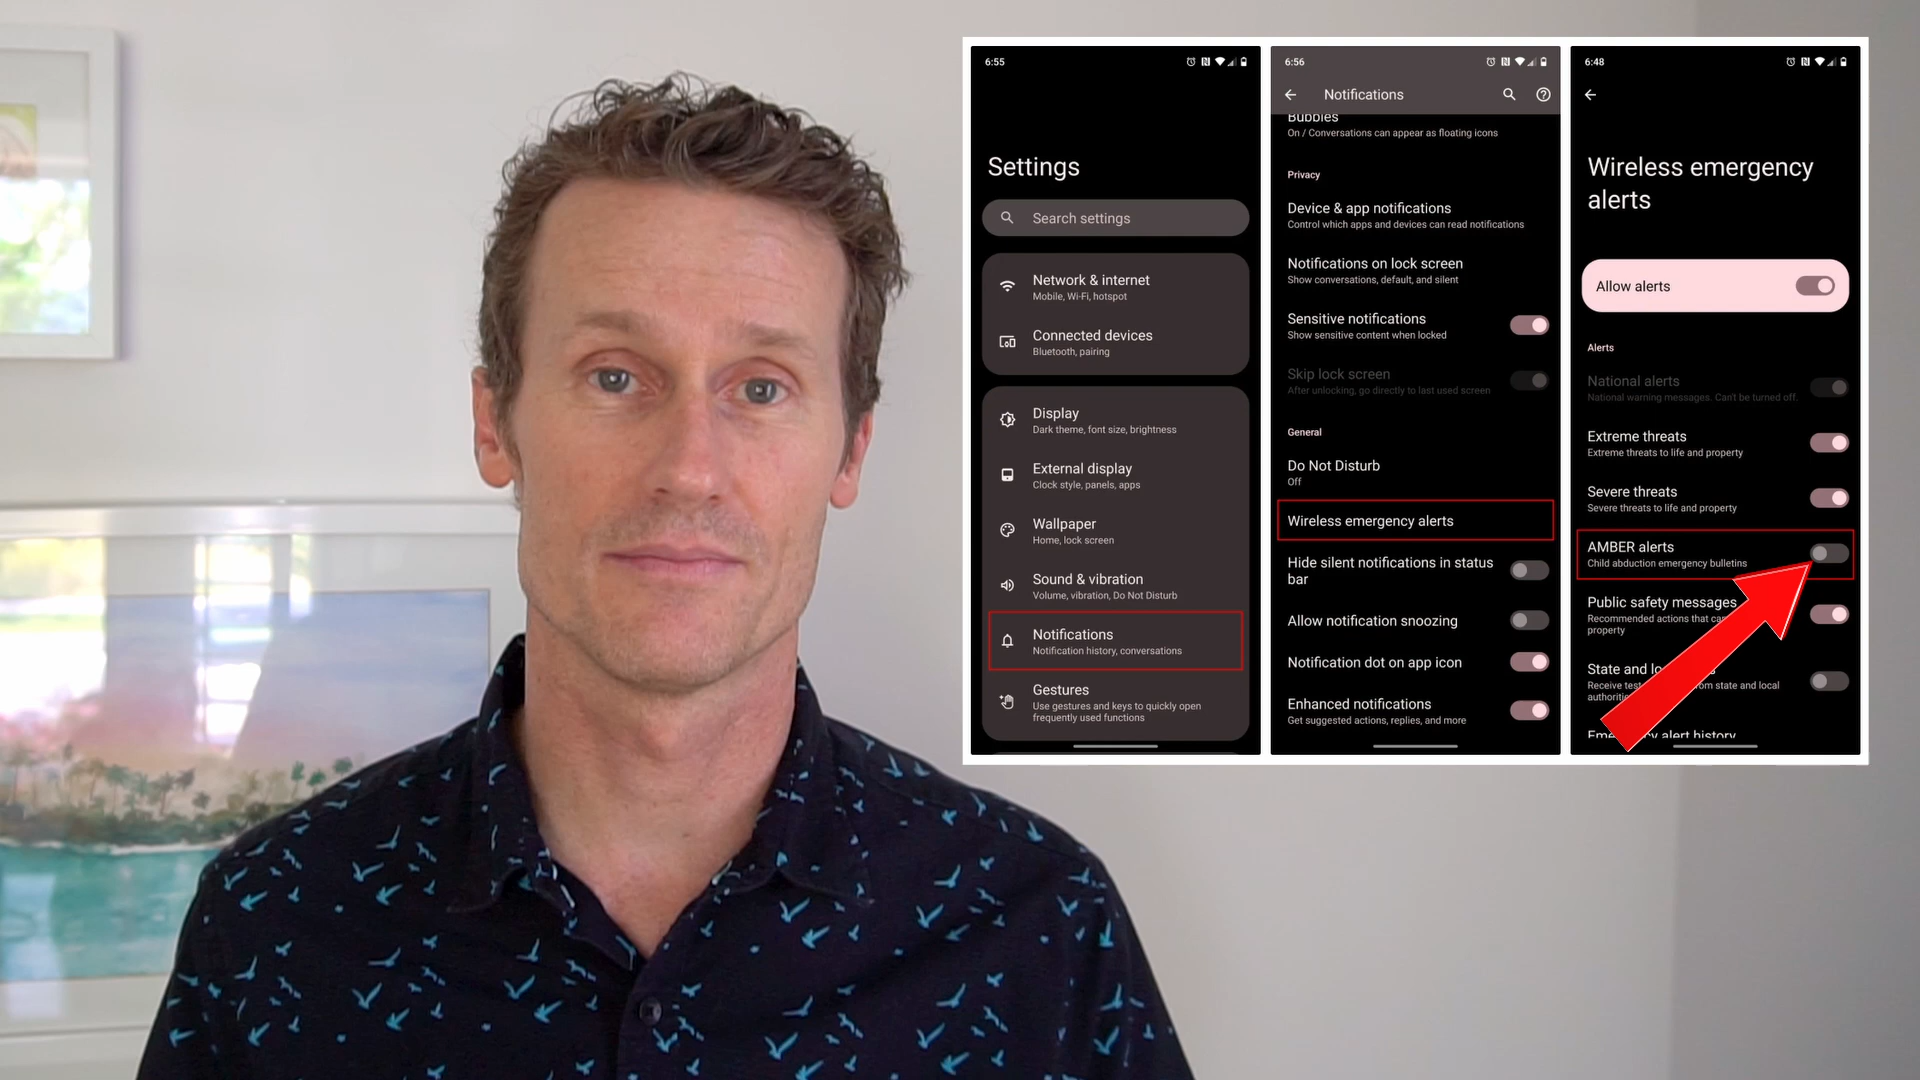 6:55
Settings
Search settings
Network & internet
Mobile, Wi-Fi, hotspot
Connected devices
Bluetooth, pairing
Display
Dark theme, font size, brightness
External display
Clock style, panels, apps
Wallpaper
Home, lock screen
Sound & vibration
Volume, vibration, Do Not Disturb
Notifications
Notification history, conversations
Gestures
Use gestures and keys to quickly open
frequently used functions
6:56
Notifications
Bubbles
On / Conversations can appear as floating icons
Privacy
Device & app notifications
Control which apps and devices can read notifications
Notifications on lock screen
Show conversations, default, and silent
Sensitive notifications
Show sensitive content when locked
Skip lock screen
After unlocking, go directly to last used screen
General
Do Not Disturb
Off
Wireless emergency alerts
Hide silent notifications in status
bar
Allow notification snoozing
Notification dot on app icon
Enhanced notifications
Get suggested actions, replies, and more
6:48
Wireless emergency
alerts
Allow alerts
Alerts
National alerts
National warning messages. Can't be turned off.
Extreme threats
Extreme threats to life and property
Severe threats
Severe threats to life and property
AMBER alerts
Child abduction emergency bulletins
Public safety messages
Recommended actions that
property
State and
Receive from state and local
alert history